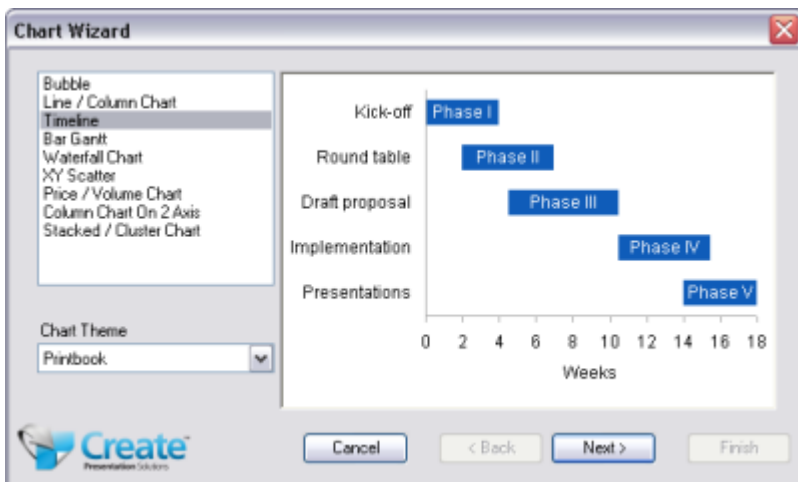 Chart Wizard
Bubble
Line / Column Chart
Timeline
Bar Gantt
Waterfall Chart
XY Scatter
Price / Volume Chart
Column Chart On 2 Axis
Stacked / Cluster Chart
Chart Theme
Printbook
Kick-off Phase I
Round table Phase II
Draft proposal Phase III
Implementation Phase IV
Presentations Phase V
0 2 4 6 8 10 12 14 16 18
Weeks
Create
Presentation Solutions
Cancel < Back Next > Finish